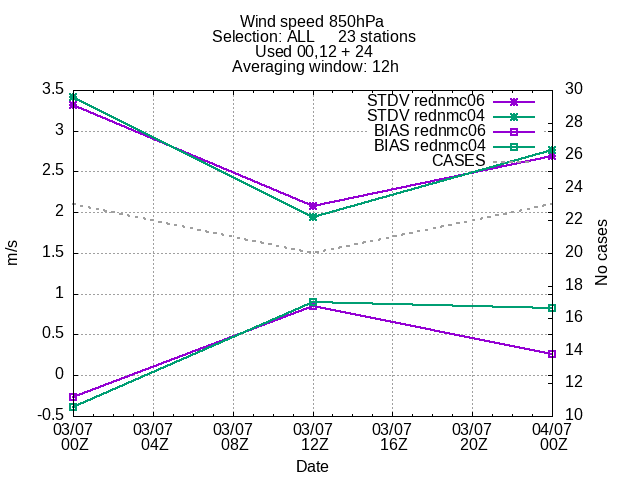 Wind speed 850hPa
Selection: ALL 23 stations
Used 00,12 + 24
Averaging window: 12h
STDV rednmc06
STDV rednmc04
BIAS rednmc06
BIAS rednmc04
CASES
3.5
3
2.5
2
1.5
1
0.5
0
-0.5
m/s
30
28
26
24
22
20
18
16
14
12
10
No cases
03/07 03/07 03/07 03/07 03/07 03/07 04/07
00Z 04Z 08Z 12Z 16Z 20Z 00Z
Date